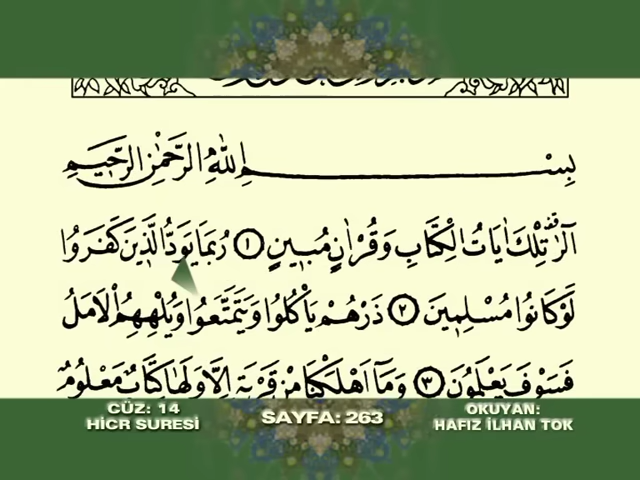 بِسْمِ اللّٰهِ الرَّحْمٰنِ الرَّحٖيمِ
الٓرٰ تِلْكَ اٰيَاتُ الْكِتَابِ وَقُرْاٰنٍ مُبٖينٍ ﴿١﴾ رُبَمَا يَوَدُّ الَّذٖينَ كَفَرُوا
لَوْ كَانُوا مُسْلِمٖينَ ﴿٢﴾ ذَرْهُمْ يَاْكُلُوا وَيَتَمَتَّعُوا وَيُلْهِهِمُ الْاَمَلُ
فَسَوْفَ يَعْلَمُونَ ﴿٣﴾ وَمَٓا اَهْلَكْنَا مِنْ قَرْيَةٍ اِلَّا وَلَهَا كِتَابٌ مَعْلُومٌ
CÜZ: 14
HİCR SURESİ
SAYFA: 263
OKUYAN:
HAFIZ İLHAN TOK